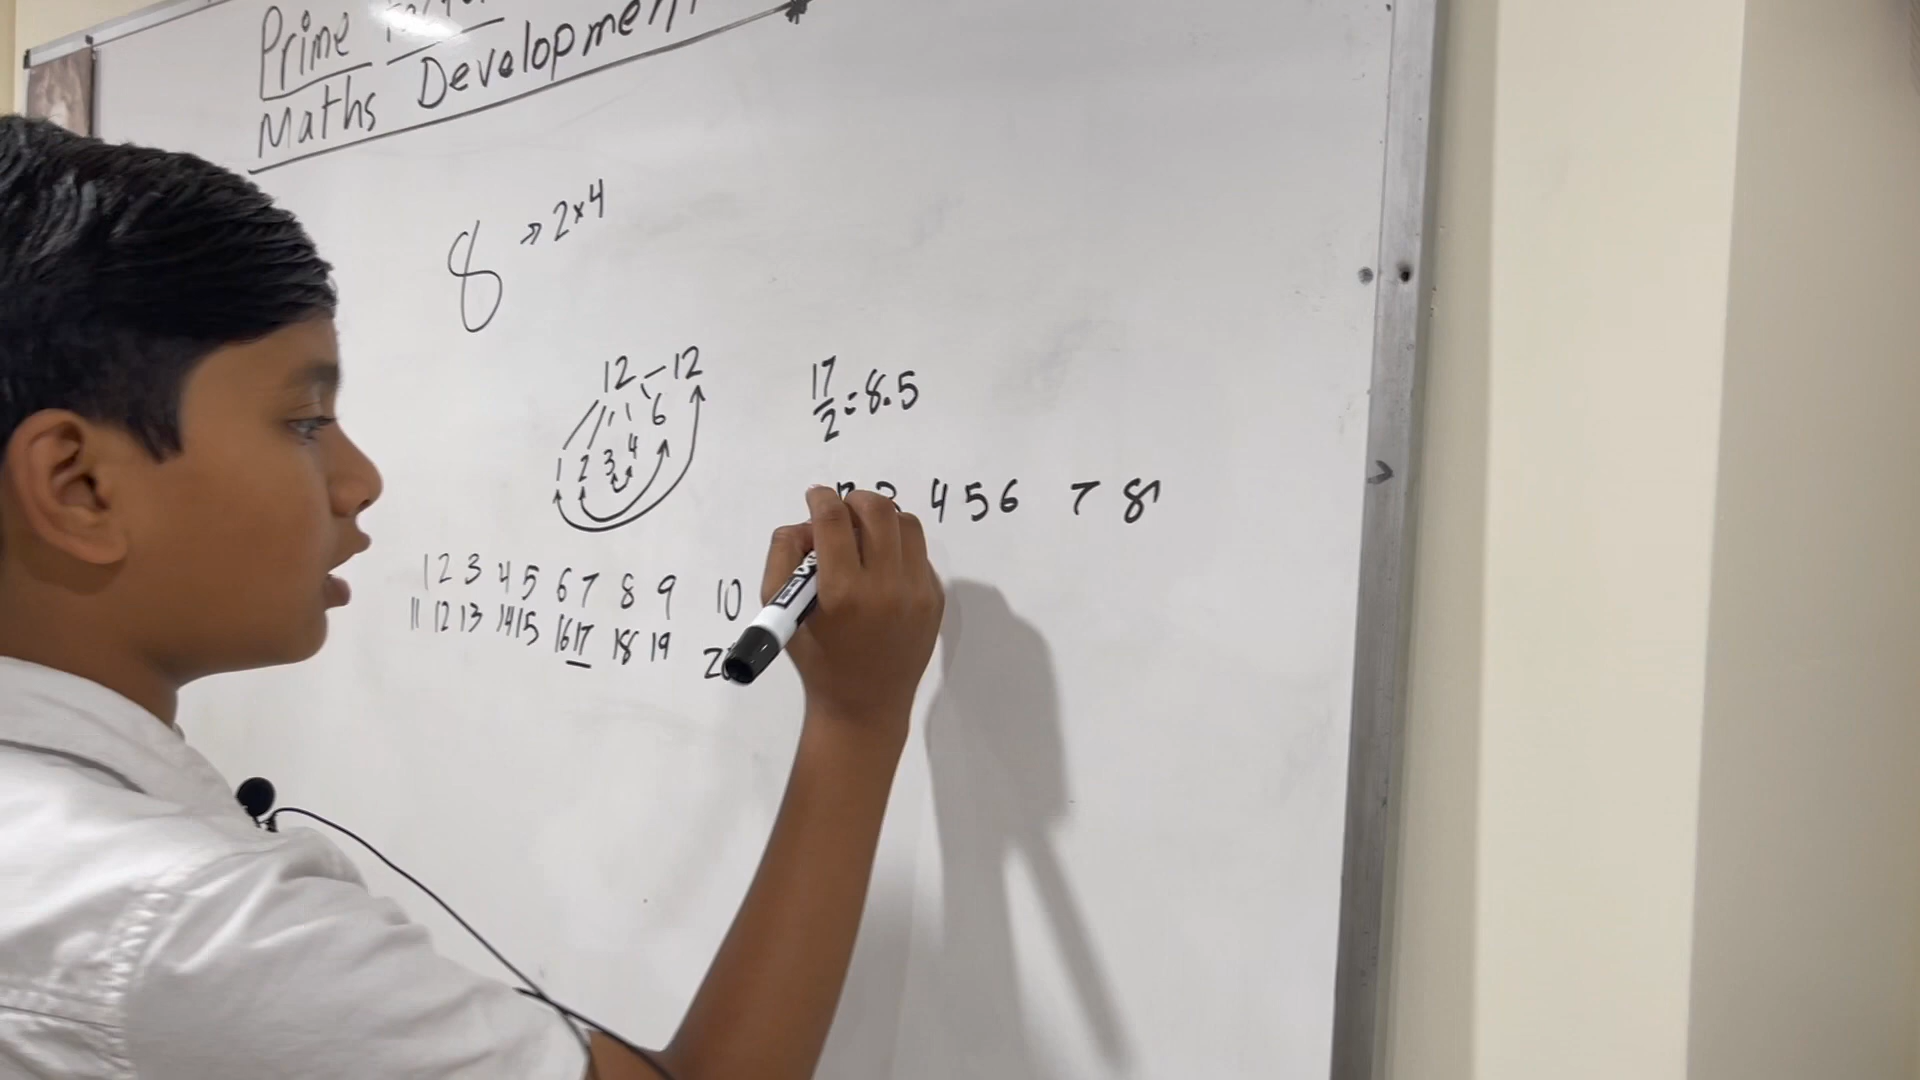 Prime
Maths Development
8 » 2×4
12 – 12
6
1 2 3 4
17/2 = 8.5
3 4 5 6 7 8
1 2 3 4 5 6 7 8 9 10
11 12 13 14 15 16 17 18 19